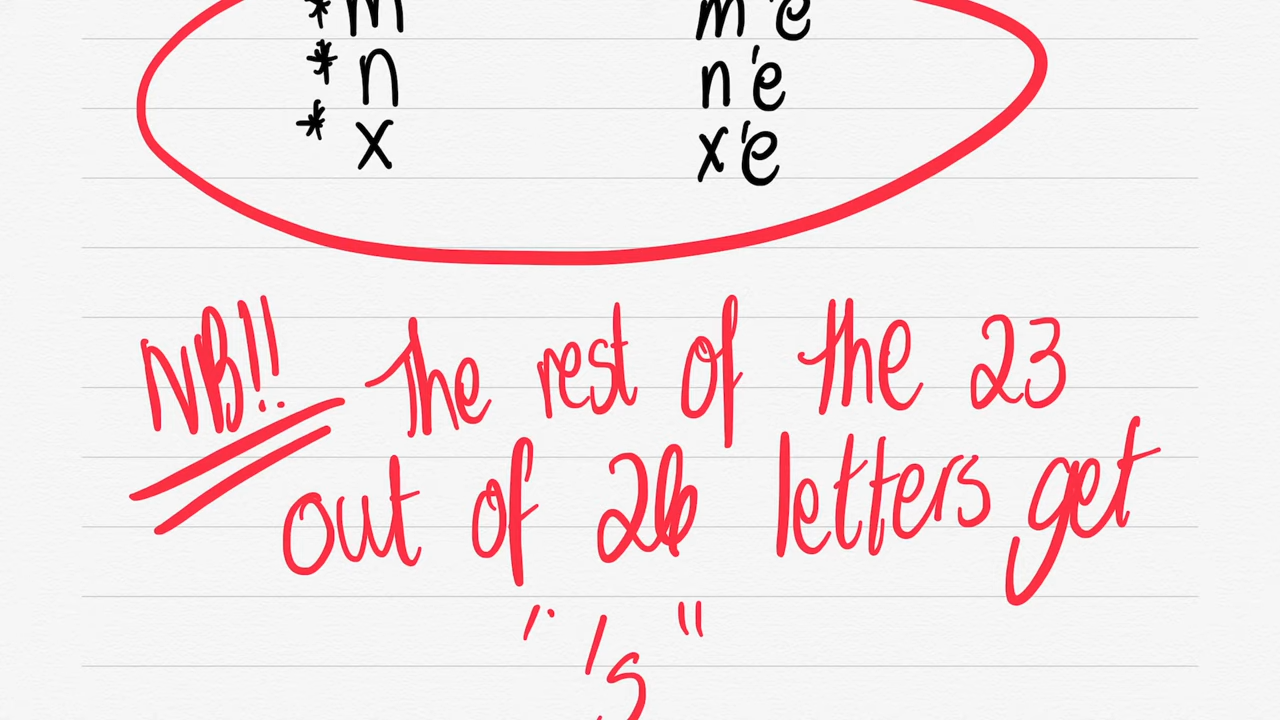 * m m'e
* n n'e
* x x'e
NB!! The rest of the 23
out of 26 letters get
" 's "